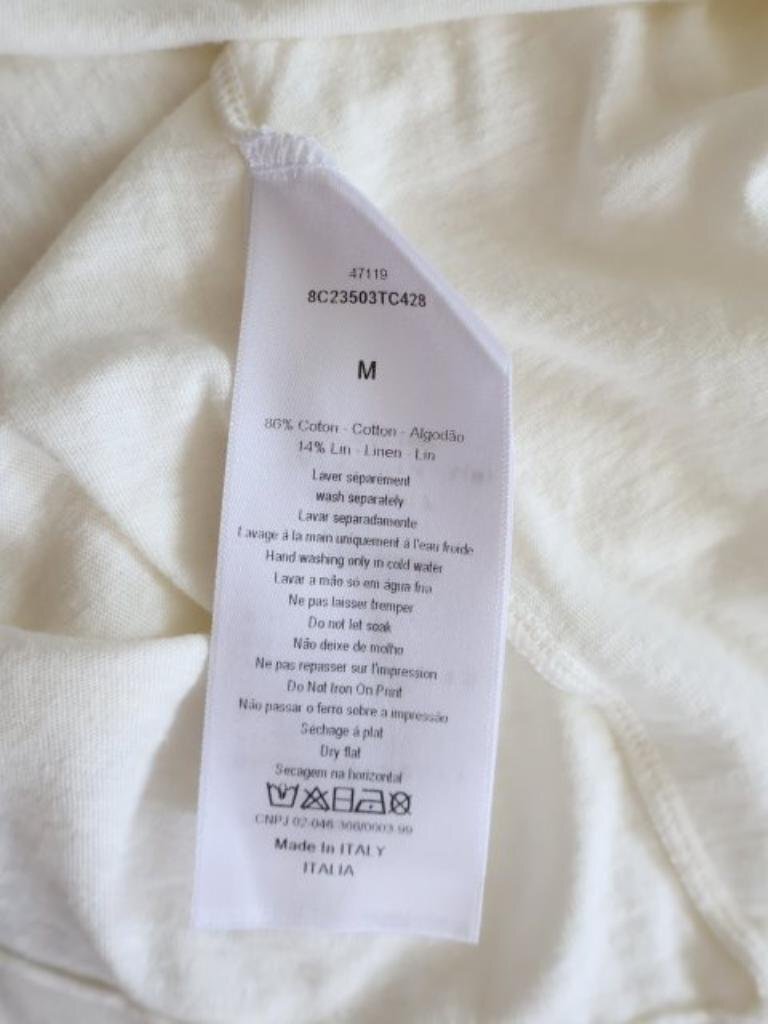 47119
8C23503TC428
M
86% Coton - Cotton - Algodão
14% Lin - Linen - Lin
Laver séparément
wash separately
Lavar separadamente
Lavage à la main uniquement à l'eau froide
Hand washing only in cold water
Lavar a mão só em água fria
Ne pas laisser tremper
Do not let soak
Não deixe de molho
Ne pas repasser sur l'impression
Do Not Iron On Print
Não passar o ferro sobre a impressão
Séchage à plat
Dry flat
Secagem na horizontal
CNPJ 02-046-306/0003-99
Made In ITALY
ITALIA